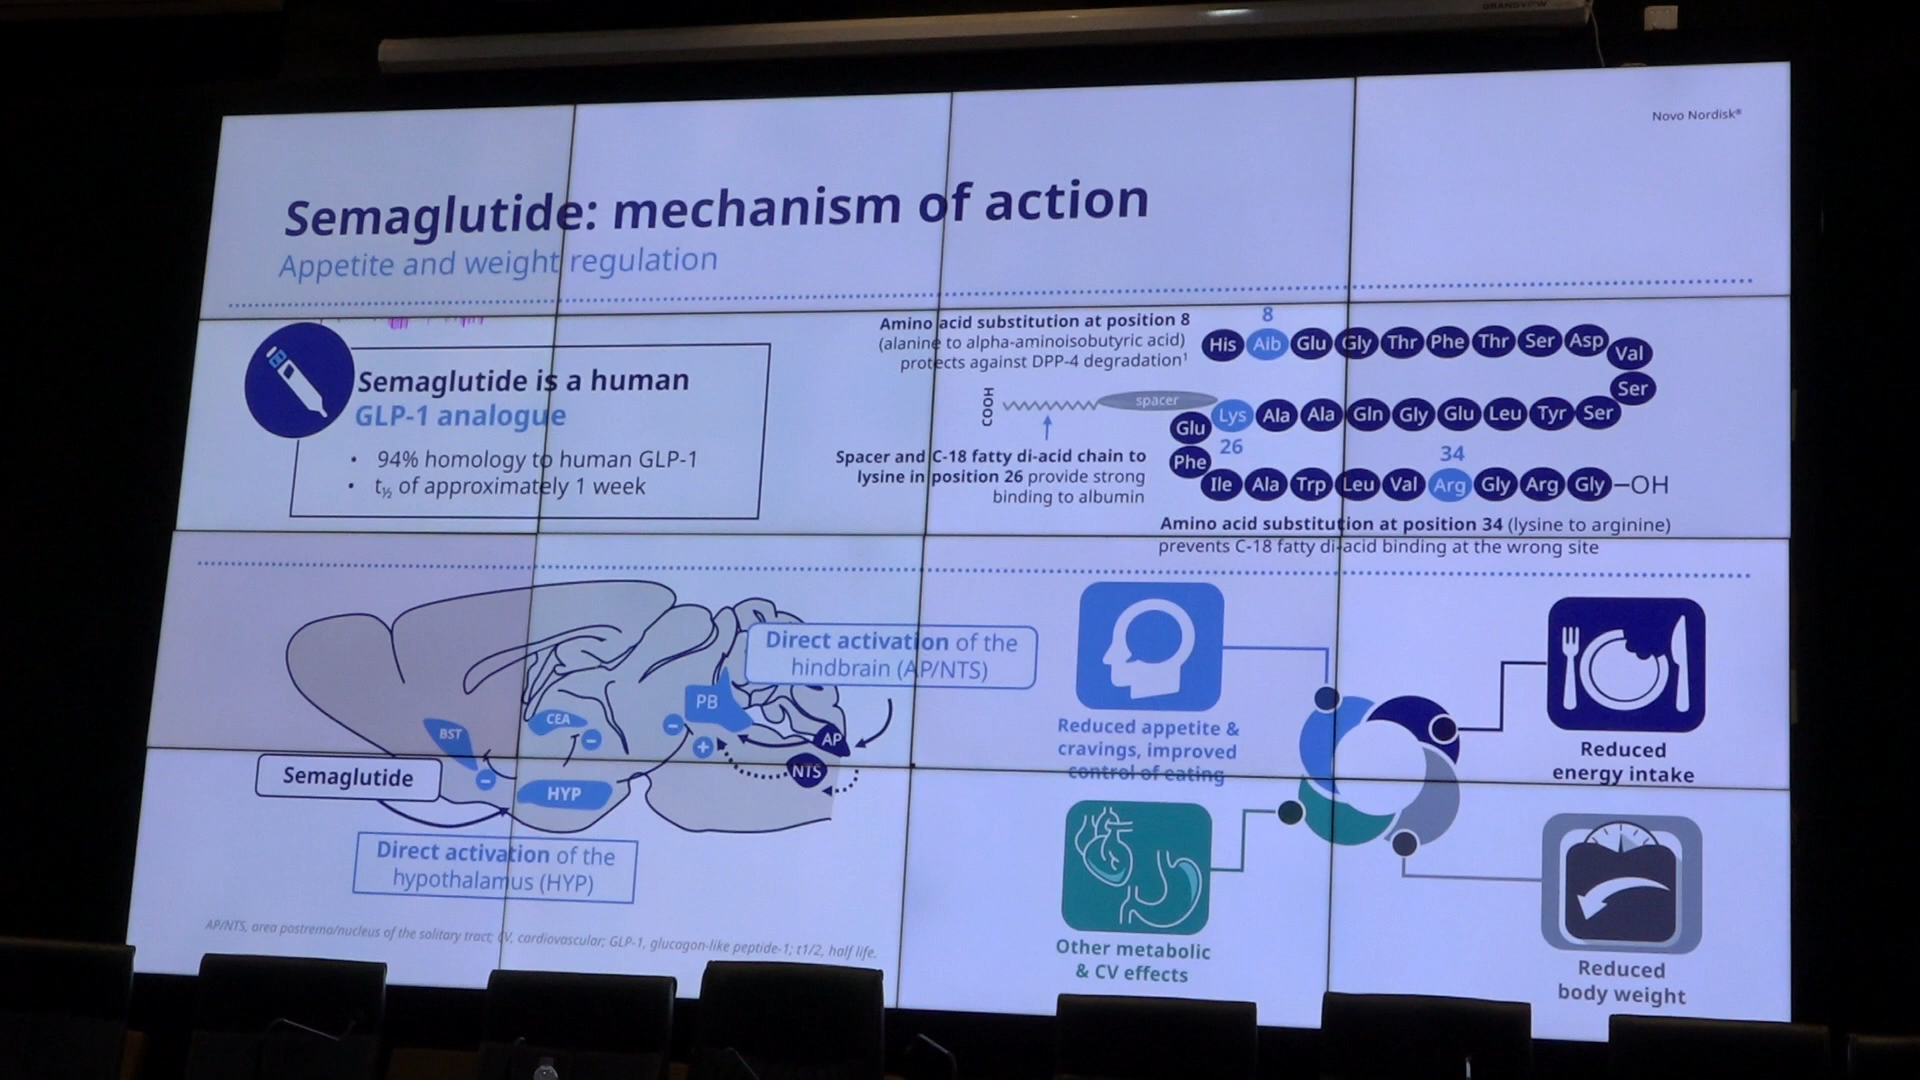 GRANDVIEW
Novo Nordisk®
Semaglutide: mechanism of action
Appetite and weight regulation
Semaglutide is a human
GLP-1 analogue
• 94% homology to human GLP-1
• t½ of approximately 1 week
Amino acid substitution at position 8
(alanine to alpha-aminoisobutyric acid)
protects against DPP-4 degradation¹
8
His Aib Glu Gly Thr Phe Thr Ser Asp
Val
Ser
COOH
spacer
Lys Ala Ala Gln Gly Glu Leu Tyr Ser
Glu
26
34
Phe
Ile Ala Trp Leu Val Arg Gly Arg Gly –OH
Spacer and C-18 fatty di-acid chain to
lysine in position 26 provide strong
binding to albumin
Amino acid substitution at position 34 (lysine to arginine)
prevents C-18 fatty di-acid binding at the wrong site
Direct activation of the
hindbrain (AP/NTS)
PB
CEA
BST
AP
NTS
HYP
Semaglutide
Direct activation of the
hypothalamus (HYP)
Reduced appetite &
cravings, improved
control of eating
Reduced
energy intake
Other metabolic
& CV effects
Reduced
body weight
AP/NTS, area postrema/nucleus of the solitary tract; CV, cardiovascular; GLP-1, glucagon-like peptide-1; t1/2, half life.